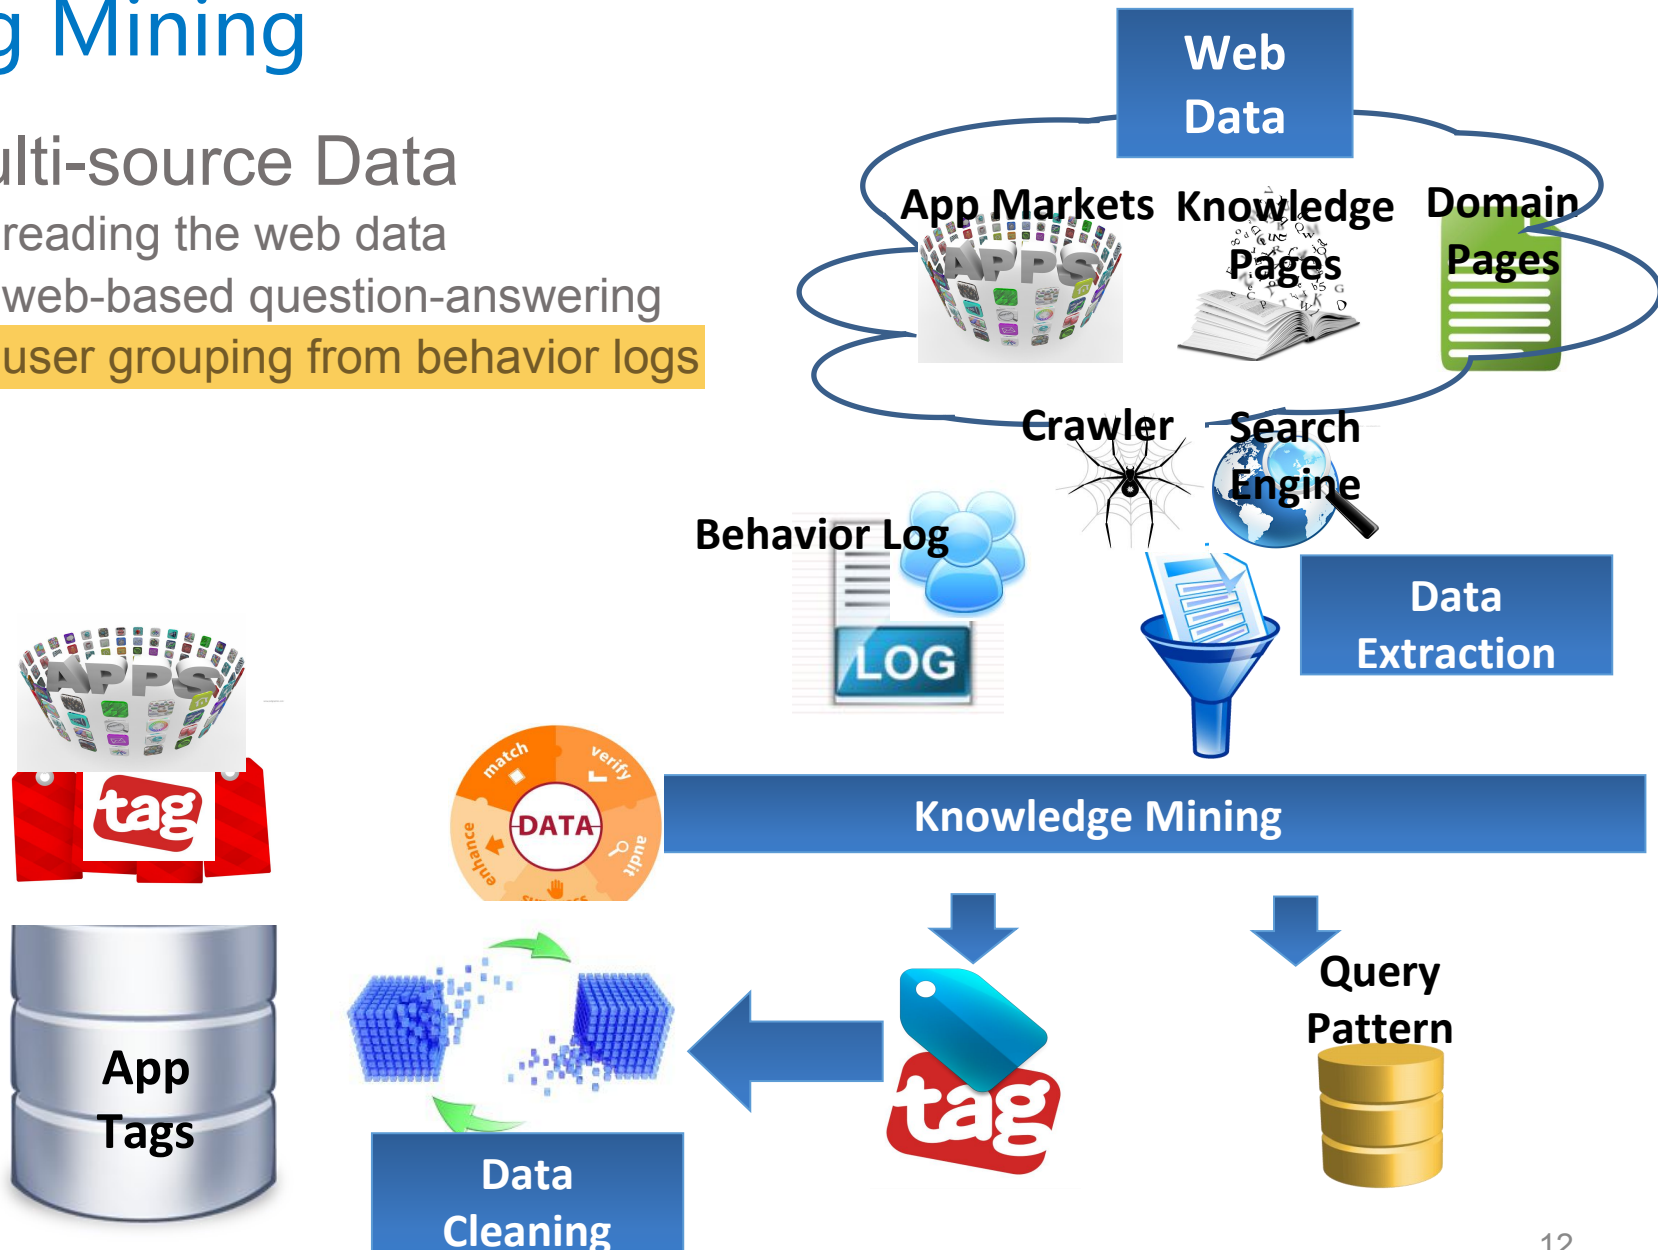 g Mining
ulti-source Data
reading the web data
web-based question-answering
user grouping from behavior logs
Web
Data
App Markets
Knowledge
Pages
Domain
Pages
APPS
Crawler
Search
Engine
Behavior Log
LOG
Data
Extraction
APPS
tag
match
verify
DATA
enhance
audit
Knowledge Mining
Query
Pattern
tag
App
Tags
Data
Cleaning
12